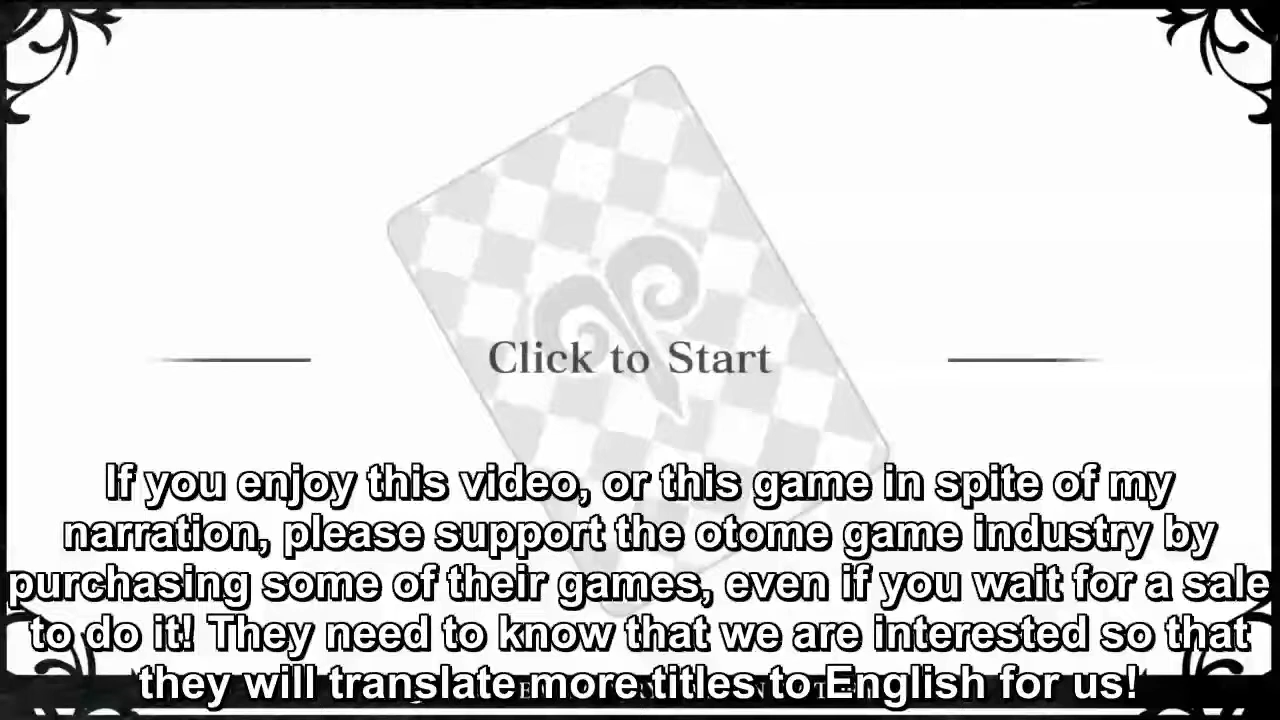 Click to Start
If you enjoy this video, or this game in spite of my
narration, please support the otome game industry by
purchasing some of their games, even if you wait for a sale
to do it! They need to know that we are interested so that
they will translate more titles to English for us!